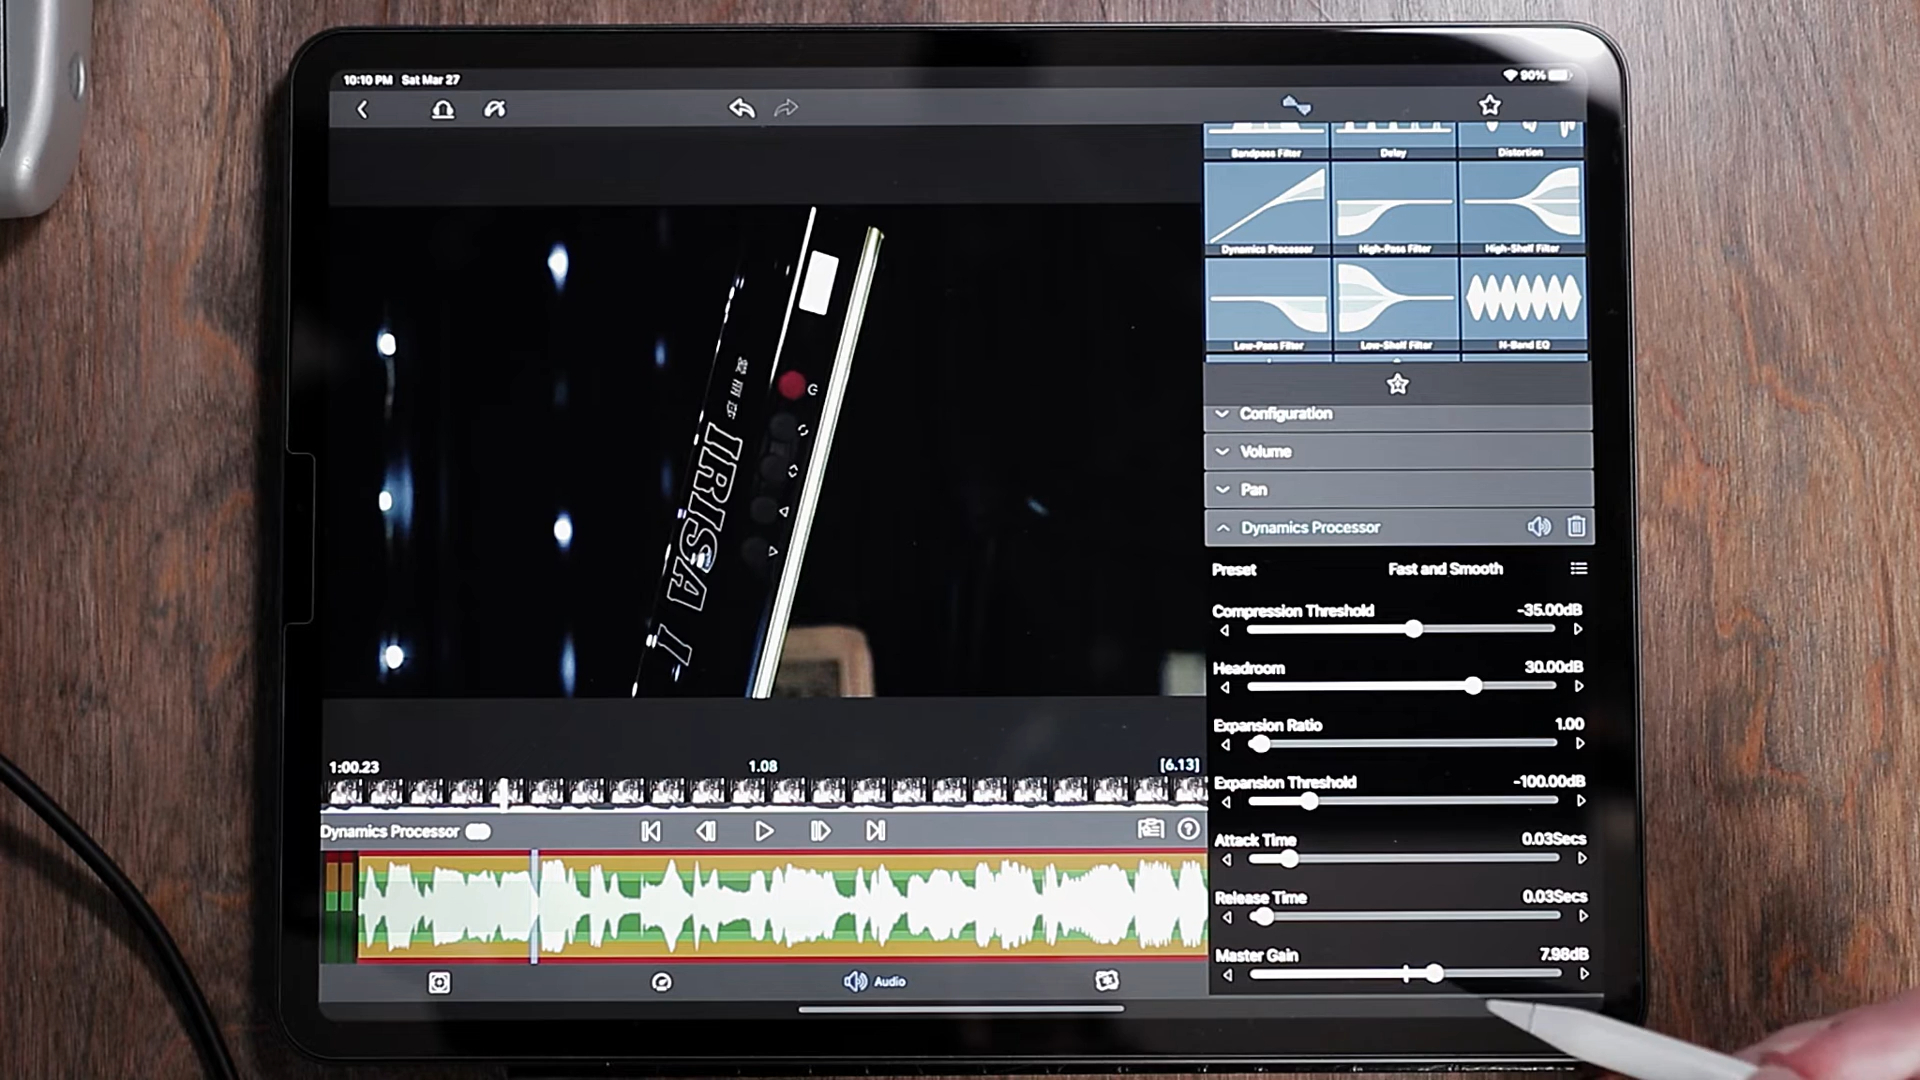 10:10 PM Sat Mar 27
90%
Bandpass Filter
Delay
Distortion
Dynamics Processor
High-Pass Filter
High-Shelf Filter
Low-Pass Filter
Low-Shelf Filter
N-Band EQ
Configuration
Volume
Pan
Dynamics Processor
Preset Fast and Smooth
Compression Threshold -35.00dB
Headroom 30.00dB
Expansion Ratio 1.00
Expansion Threshold -100.00dB
Attack Time 0.03Secs
Release Time 0.03Secs
Master Gain 7.98dB
1:00.23 1.08 [6.13]
Dynamics Processor
?
Audio